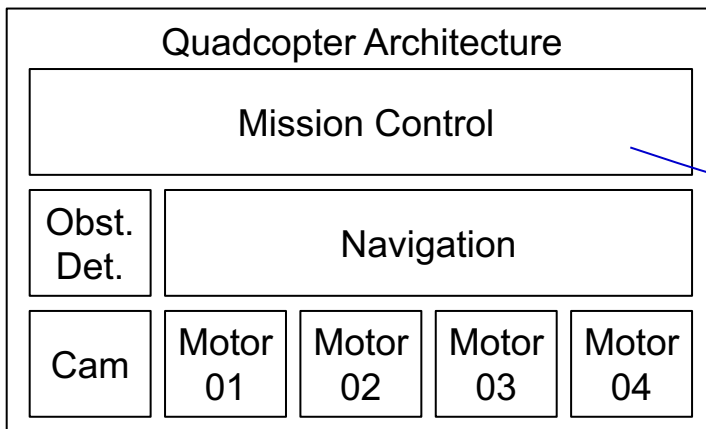 Quadcopter Architecture
Mission Control
Obst.
Det.
Navigation
Cam
Motor
01
Motor
02
Motor
03
Motor
04